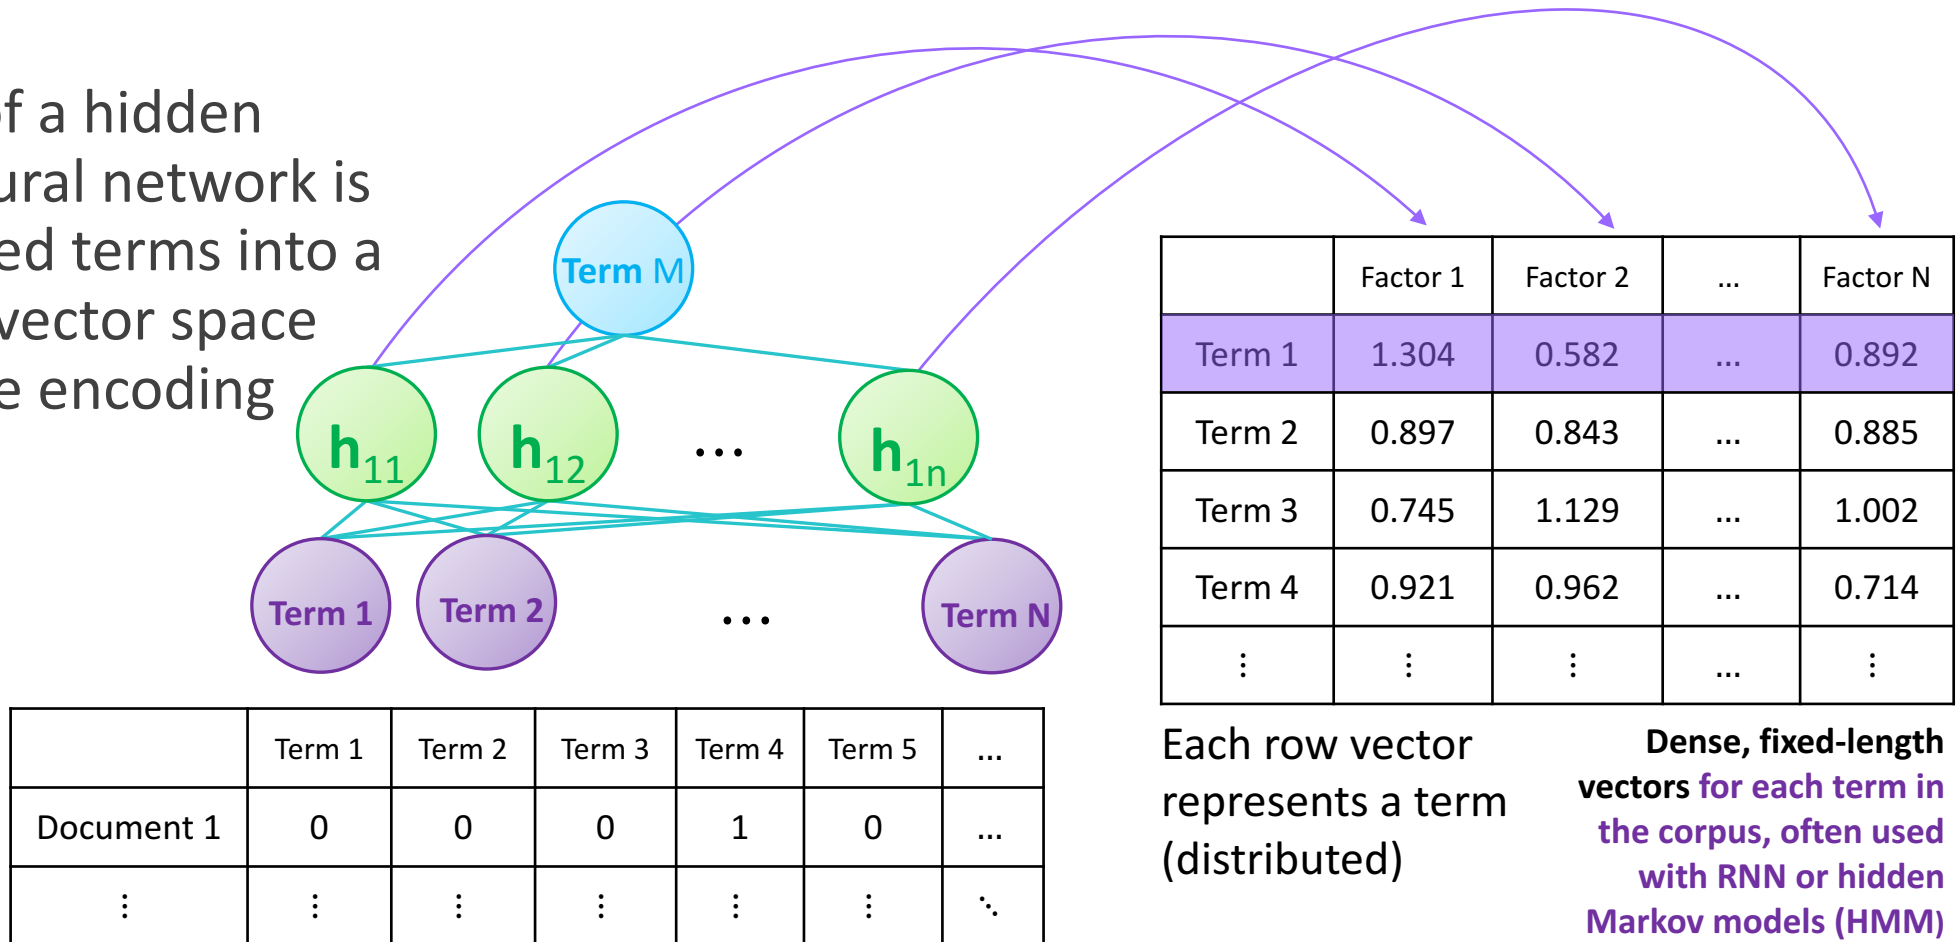 of a hidden
ural network is
ed terms into a
vector space
e encoding
Term M
h11 h12 ... h1n
Term 1 Term 2 ... Term N
Term 1 Term 2 Term 3 Term 4 Term 5 ...
Document 1 0 0 0 1 0 ...
⋮ ⋮ ⋮ ⋮ ⋮ ⋮ ⋱
Factor 1 Factor 2 ... Factor N
Term 1 1.304 0.582 ... 0.892
Term 2 0.897 0.843 ... 0.885
Term 3 0.745 1.129 ... 1.002
Term 4 0.921 0.962 ... 0.714
⋮ ⋮ ⋮ ... ⋮
Each row vector
represents a term
(distributed)
Dense, fixed-length
vectors for each term in
the corpus, often used
with RNN or hidden
Markov models (HMM)